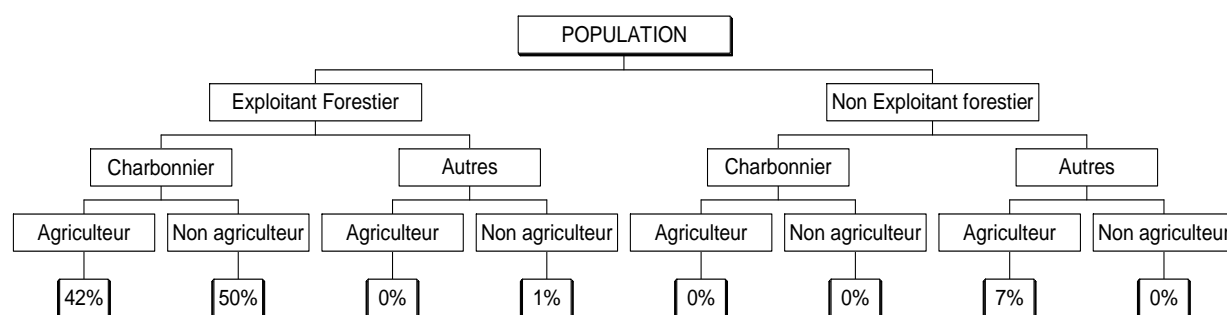 POPULATION
Exploitant Forestier Non Exploitant forestier
Charbonnier Autres Charbonnier Autres
Agriculteur Non agriculteur Agriculteur Non agriculteur Agriculteur Non agriculteur Agriculteur Non agriculteur
42% 50% 0% 1% 0% 0% 7% 0%